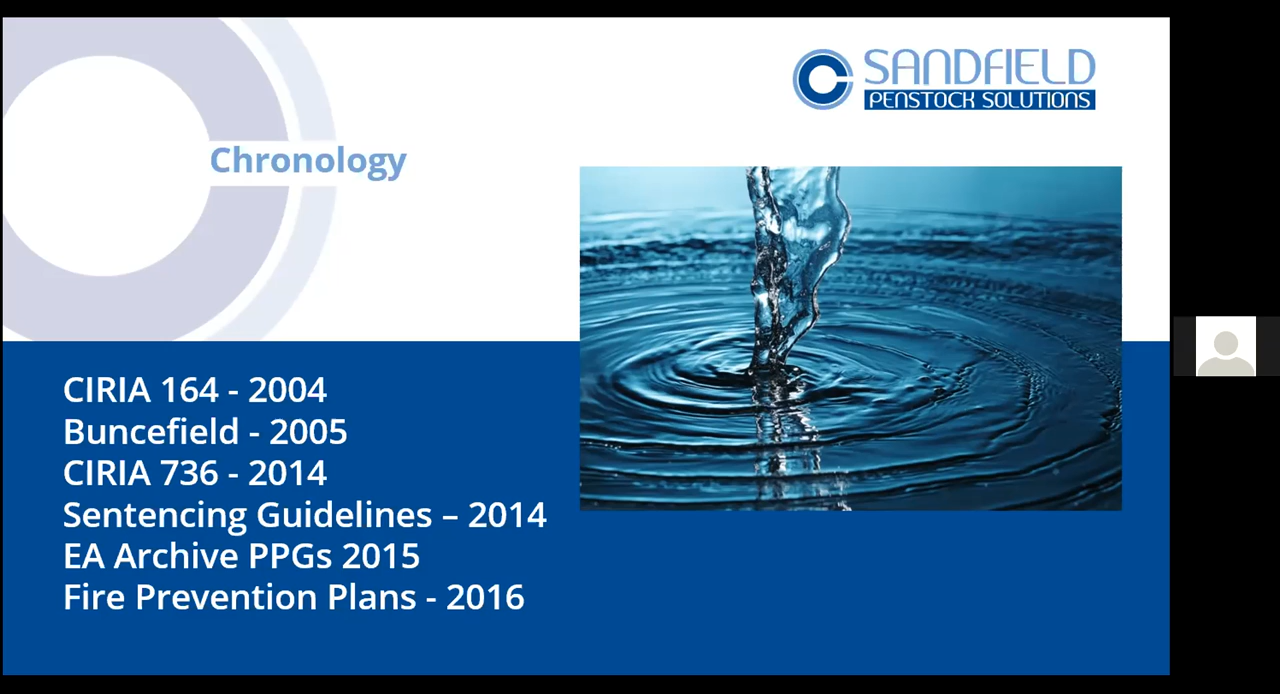 SANDFIELD
PENSTOCK SOLUTIONS
Chronology
CIRIA 164 - 2004
Buncefield - 2005
CIRIA 736 - 2014
Sentencing Guidelines – 2014
EA Archive PPGs 2015
Fire Prevention Plans - 2016